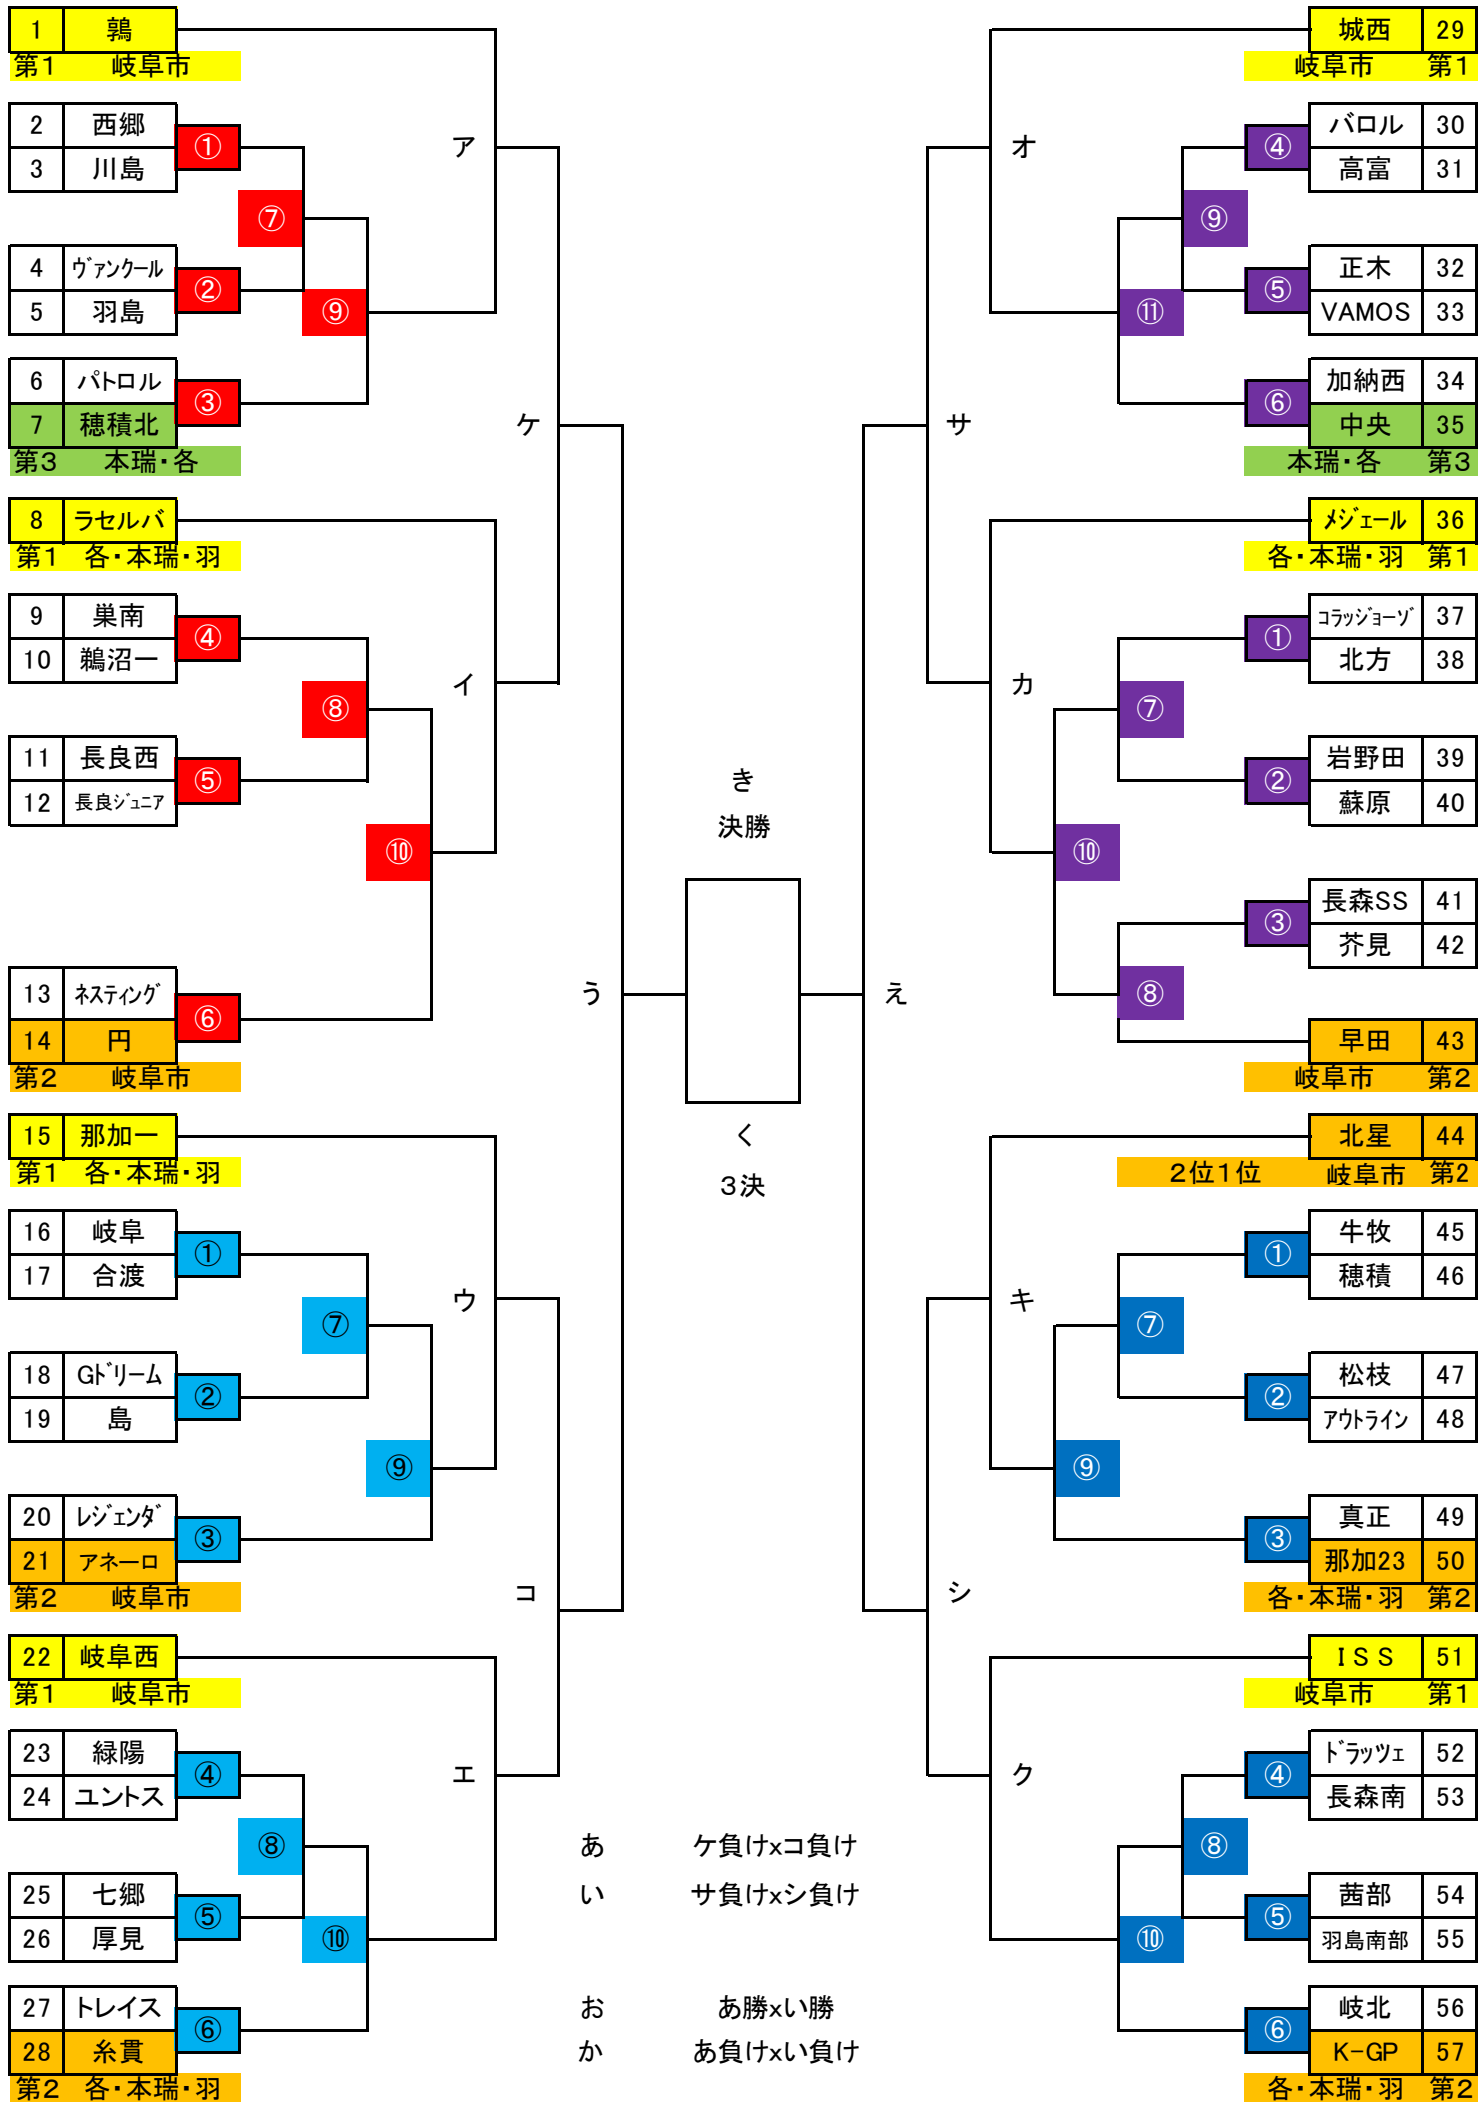 1 鶉
第1 岐阜市
2 西郷
①
3 川島
ア
⑦
4 ヴァンクール
②
5 羽島
⑨
6 パトロル
③
7 穂積北
第3 本瑞・各
ケ
8 ラセルバ
第1 各・本瑞・羽
9 巣南
④
10 鵜沼一
イ
⑧
11 長良西
⑤
12 長良ジュニア
⑩
13 ネスティング
⑥
14 円
第2 岐阜市
う
15 那加一
第1 各・本瑞・羽
16 岐阜
①
17 合渡
ウ
⑦
18 Gドリーム
②
19 島
⑨
20 レジェンダ
③
21 アネーロ
第2 岐阜市
コ
22 岐阜西
第1 岐阜市
23 緑陽
④
24 ユントス
エ
⑧
25 七郷
⑤
26 厚見
⑩
27 トレイス
⑥
28 糸貫
第2 各・本瑞・羽
き
決勝
く
3決
あ ケ負けxコ負け
い サ負けxシ負け
お あ勝xい勝
か あ負けxい負け
城西 29
岐阜市 第1
バロル 30
④
高富 31
オ
⑨
正木 32
⑤
VAMOS 33
⑪
加納西 34
⑥
中央 35
本瑞・各 第3
サ
メジェール 36
各・本瑞・羽 第1
コラッジョーゾ 37
①
北方 38
カ
⑦
岩野田 39
②
蘇原 40
⑩
長森SS 41
③
芥見 42
⑧
早田 43
岐阜市 第2
え
北星 44
2位1位 岐阜市 第2
牛牧 45
①
穂積 46
キ
⑦
松枝 47
②
アウトライン 48
⑨
真正 49
③
那加23 50
各・本瑞・羽 第2
シ
ISS 51
岐阜市 第1
ドラッツェ 52
④
長森南 53
ク
⑧
茜部 54
⑤
羽島南部 55
⑩
岐北 56
⑥
K-GP 57
各・本瑞・羽 第2